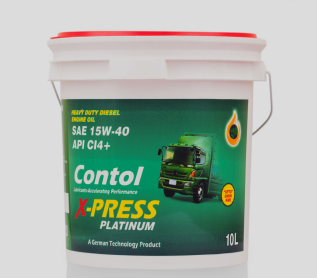 HEAVY DUTY DIESEL
ENGINE OIL
SAE 15W-40
API CI4+
Contol
Lubricants Accelerating Performance
X-PRESS
PLATINUM
A German Technology Product
10L